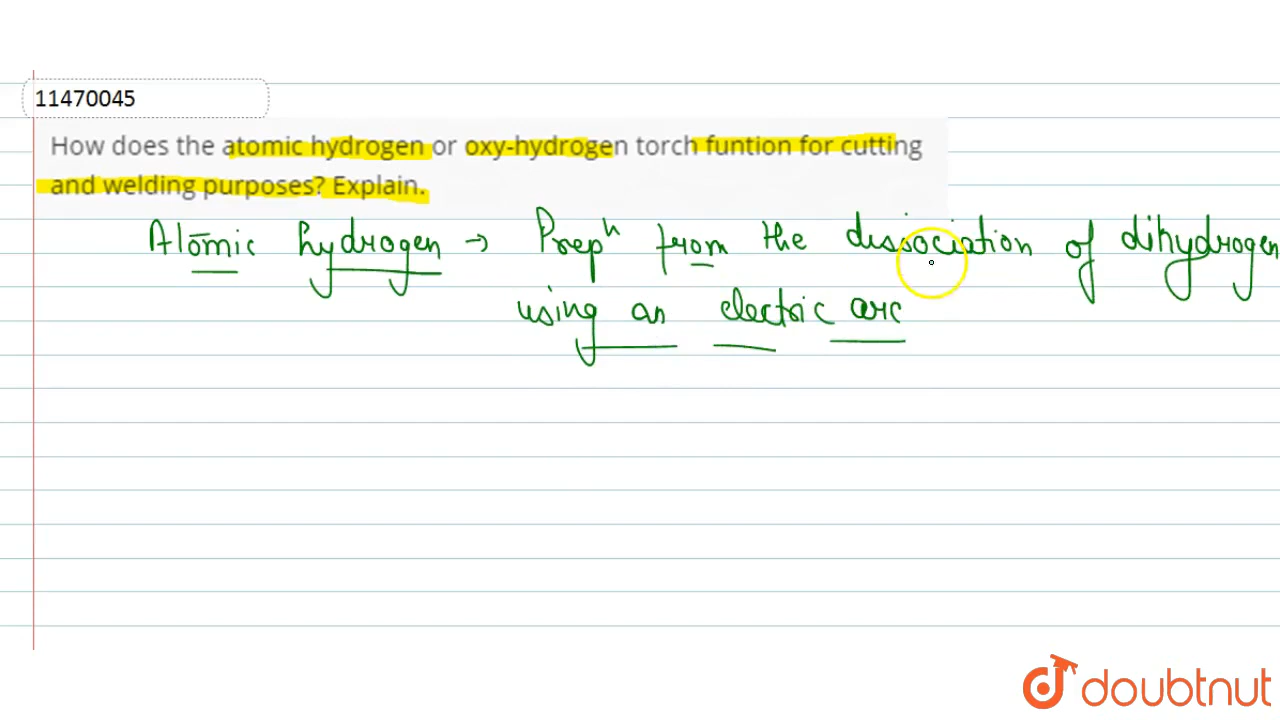 11470045
How does the atomic hydrogen or oxy-hydrogen torch funtion for cutting
and welding purposes? Explain.
Atomic hydrogen → Prepⁿ from the dissociation of dihydrogen
using an electric arc
doubtnut